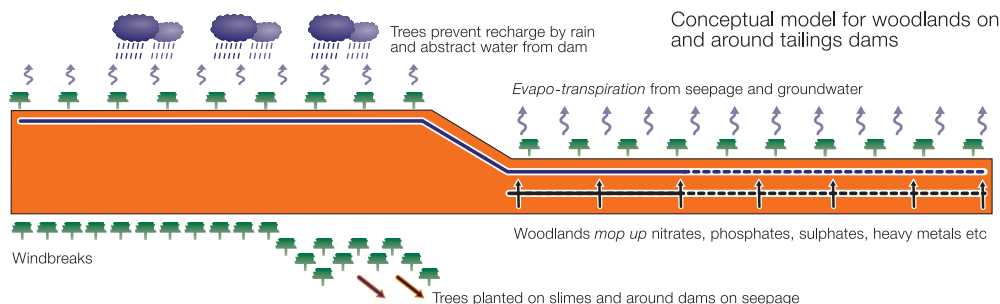 Conceptual model for woodlands on
and around tailings dams
Trees prevent recharge by rain
and abstract water from dam
Evapo-transpiration from seepage and groundwater
Woodlands mop up nitrates, phosphates, sulphates, heavy metals etc
Windbreaks
Trees planted on slimes and around dams on seepage